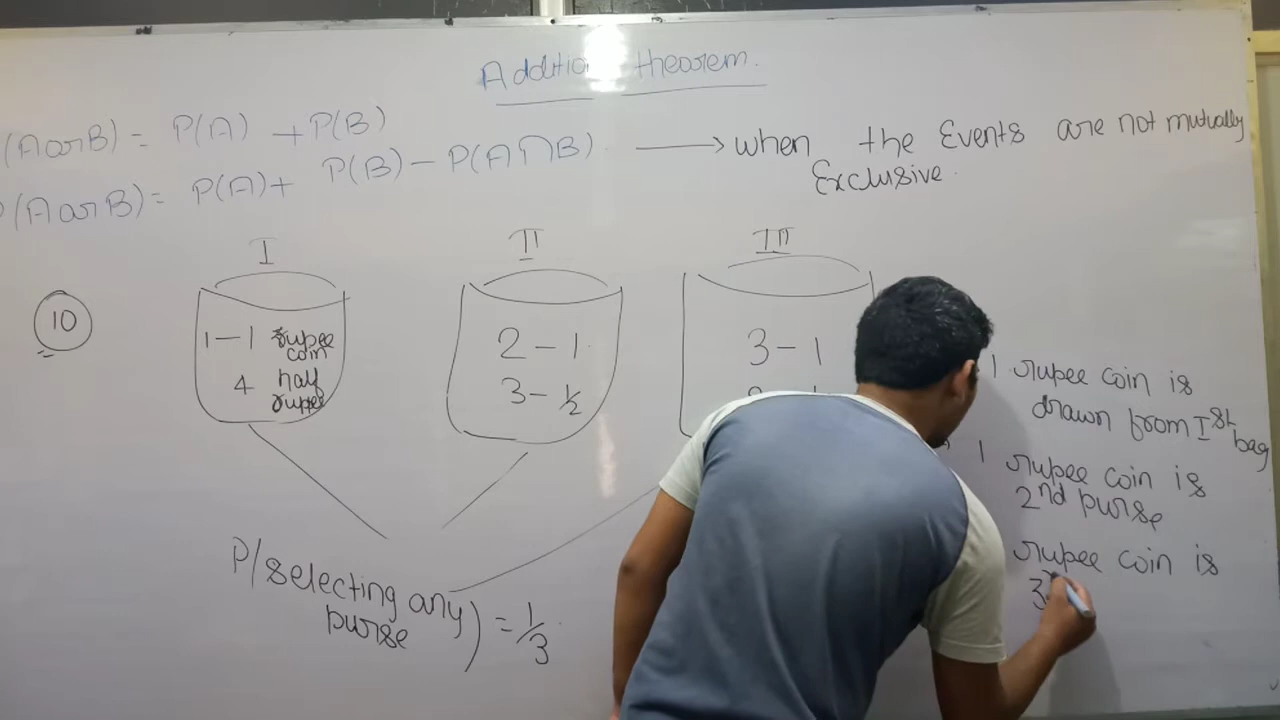 Addition theorem.
(A or B) = P(A) + P(B)
P(A or B) = P(A) + P(B) - P(A∩B) → when the Events are not mutually
Exclusive.
I
II
III
10
1-1 rupee
coin
4 half
rupee
2-1
3-½
3-1
1 rupee coin is
drawn from Ist
bag
1 rupee coin is
2nd purse
rupee coin is
3
P(selecting any
purse) = 1/3